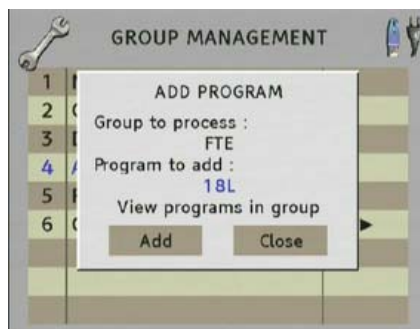 GROUP MANAGEMENT
ADD PROGRAM
Group to process :
FTE
Program to add :
18L
View programs in group
Add Close
1
2
3
4
5
6